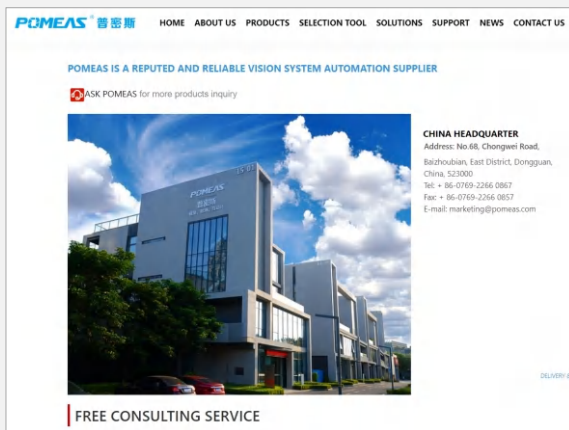 POMEAS 普密斯
HOME ABOUT US PRODUCTS SELECTION TOOL SOLUTIONS SUPPORT NEWS CONTACT US
POMEAS IS A REPUTED AND RELIABLE VISION SYSTEM AUTOMATION SUPPLIER
ASK POMEAS for more products inquiry
15-03
POMEAS
普密斯
CHINA HEADQUARTER
Address: No.68, Chongwei Road,
Baizhoubian, East District, Dongguan,
China, 523000
Tel: + 86-0769-2266 0867
Fax: + 86-0769-2266 0857
E-mail: marketing@pomeas.com
DELIVERY &
FREE CONSULTING SERVICE